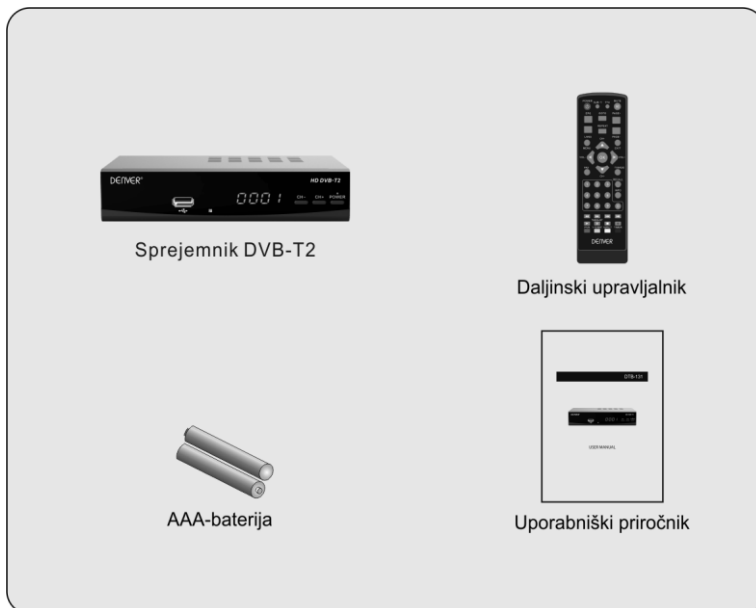 DENVER®
HD DVB-T2
0001
CH-
CH+
POWER
Sprejemnik DVB-T2
DENVER
Daljinski upravljalnik
DTB-131
USER MANUAL
AAA-baterija
Uporabniški priročnik